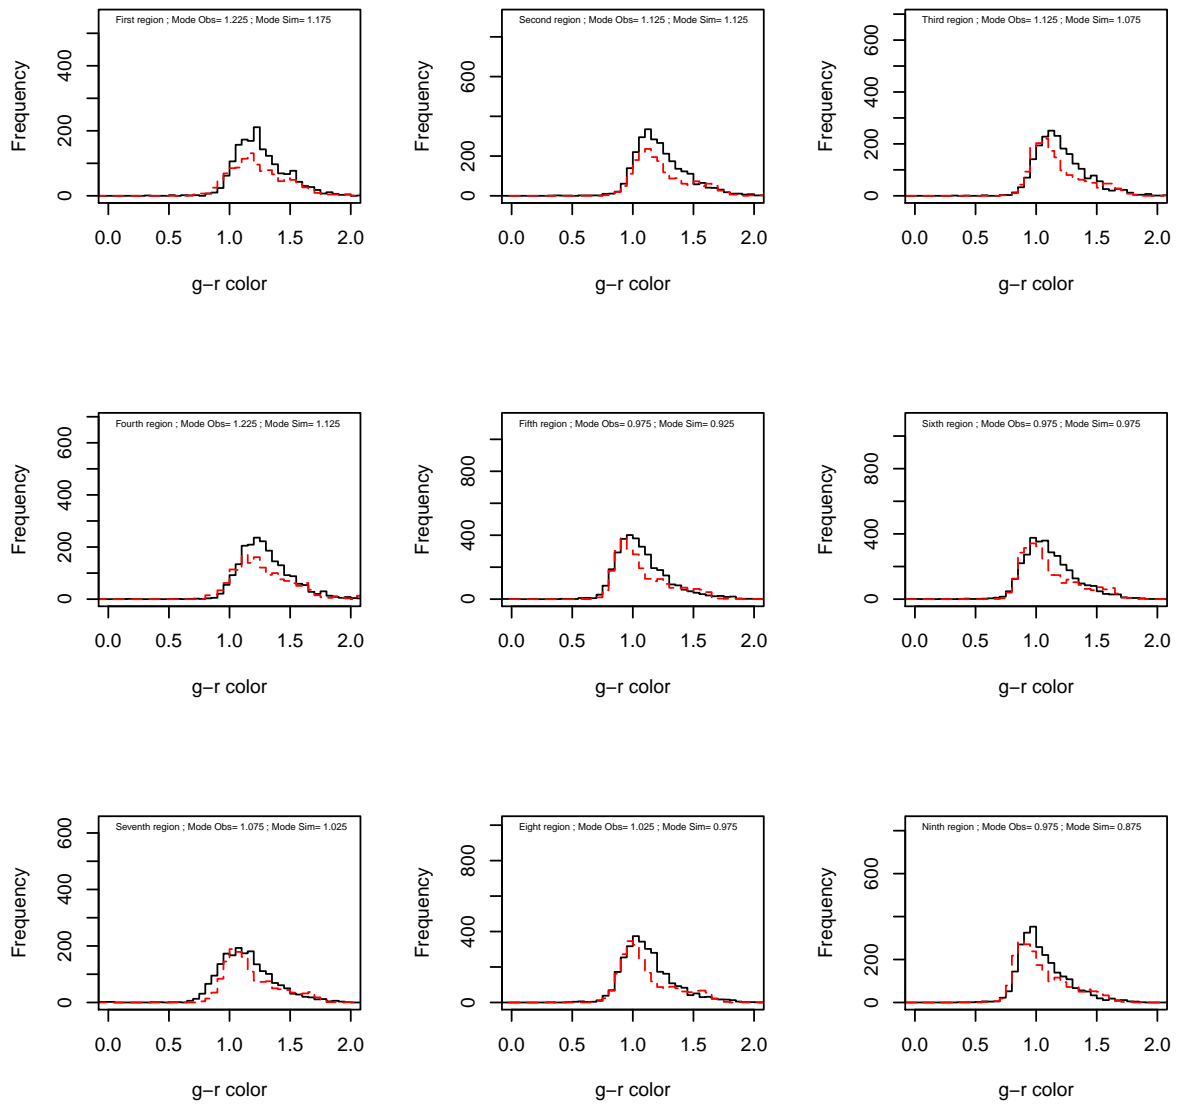 First region ; Mode Obs= 1.225 ; Mode Sim= 1.175
Frequency
0 200 400
0.0 0.5 1.0 1.5 2.0
g−r color
Second region ; Mode Obs= 1.125 ; Mode Sim= 1.125
Frequency
0 200 600
0.0 0.5 1.0 1.5 2.0
g−r color
Third region ; Mode Obs= 1.125 ; Mode Sim= 1.075
Frequency
0 200 400 600
0.0 0.5 1.0 1.5 2.0
g−r color
Fourth region ; Mode Obs= 1.225 ; Mode Sim= 1.125
Frequency
0 200 400 600
0.0 0.5 1.0 1.5 2.0
g−r color
Fifth region ; Mode Obs= 0.975 ; Mode Sim= 0.925
Frequency
0 400 800
0.0 0.5 1.0 1.5 2.0
g−r color
Sixth region ; Mode Obs= 0.975 ; Mode Sim= 0.975
Frequency
0 400 800
0.0 0.5 1.0 1.5 2.0
g−r color
Seventh region ; Mode Obs= 1.075 ; Mode Sim= 1.025
Frequency
0 200 400 600
0.0 0.5 1.0 1.5 2.0
g−r color
Eight region ; Mode Obs= 1.025 ; Mode Sim= 0.975
Frequency
0 400 800
0.0 0.5 1.0 1.5 2.0
g−r color
Ninth region ; Mode Obs= 0.975 ; Mode Sim= 0.875
Frequency
0 200 600
0.0 0.5 1.0 1.5 2.0
g−r color